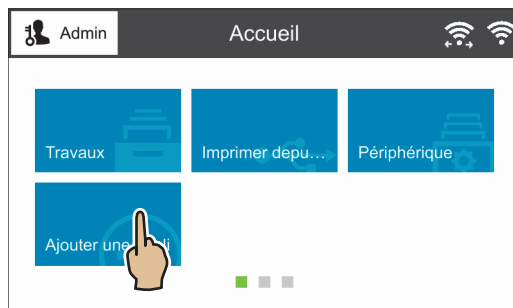 Admin
Accueil
Travaux
Imprimer depu...
Périphérique
Ajouter une